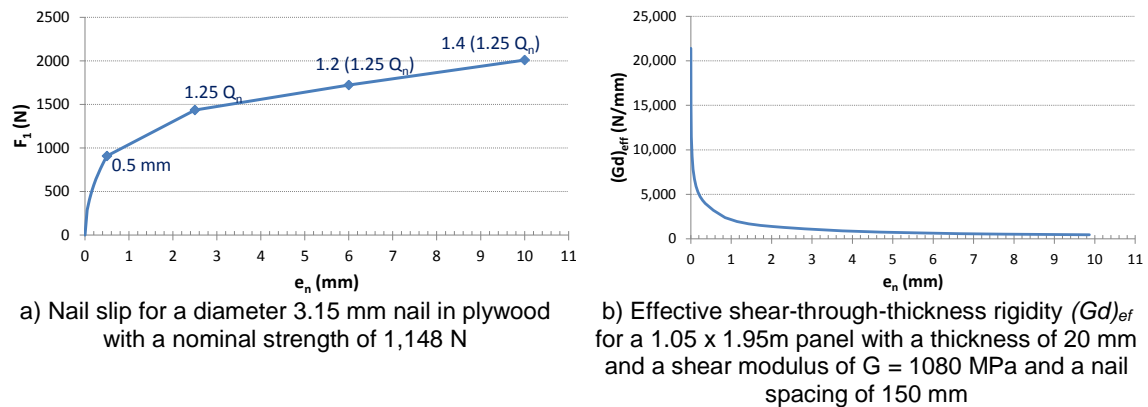 2500
2000
1500
1000
500
0
F1 (N)
0.5 mm
1.25 Qn
1.2 (1.25 Qn)
1.4 (1.25 Qn)
0 1 2 3 4 5 6 7 8 9 10 11
en (mm)
a) Nail slip for a diameter 3.15 mm nail in plywood
with a nominal strength of 1,148 N
25,000
20,000
15,000
10,000
5,000
0
(Gd)eff (N/mm)
0 1 2 3 4 5 6 7 8 9 10 11
en (mm)
b) Effective shear-through-thickness rigidity (Gd)ef
for a 1.05 x 1.95m panel with a thickness of 20 mm
and a shear modulus of G = 1080 MPa and a nail
spacing of 150 mm